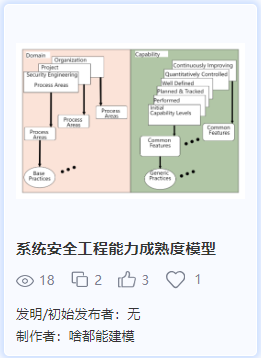 Domain
Organization
Project
Security Engineering
Process Areas
Process
Areas
Process
Areas
Process
Areas
Base
Practices
Capability
Continuously Improving
Quantitatively Controlled
Well Defined
Planned & Tracked
Performed
Initial
Capability Levels
Common
Features
Common
Features
Generic
Practices
系统安全工程能力成熟度模型
18 2 3 1
发明/初始发布者：无
制作者：啥都能建模